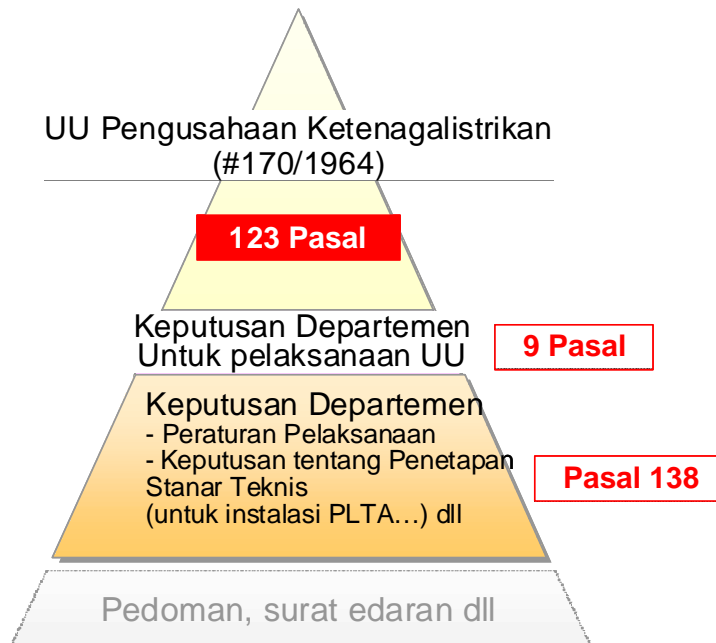 UU Pengusahaan Ketenagalistrikan
(#170/1964)
123 Pasal
Keputusan Departemen
Untuk pelaksanaan UU
9 Pasal
Keputusan Departemen
- Peraturan Pelaksanaan
- Keputusan tentang Penetapan
Stanar Teknis
(untuk instalasi PLTA...) dll
Pasal 138
Pedoman, surat edaran dll